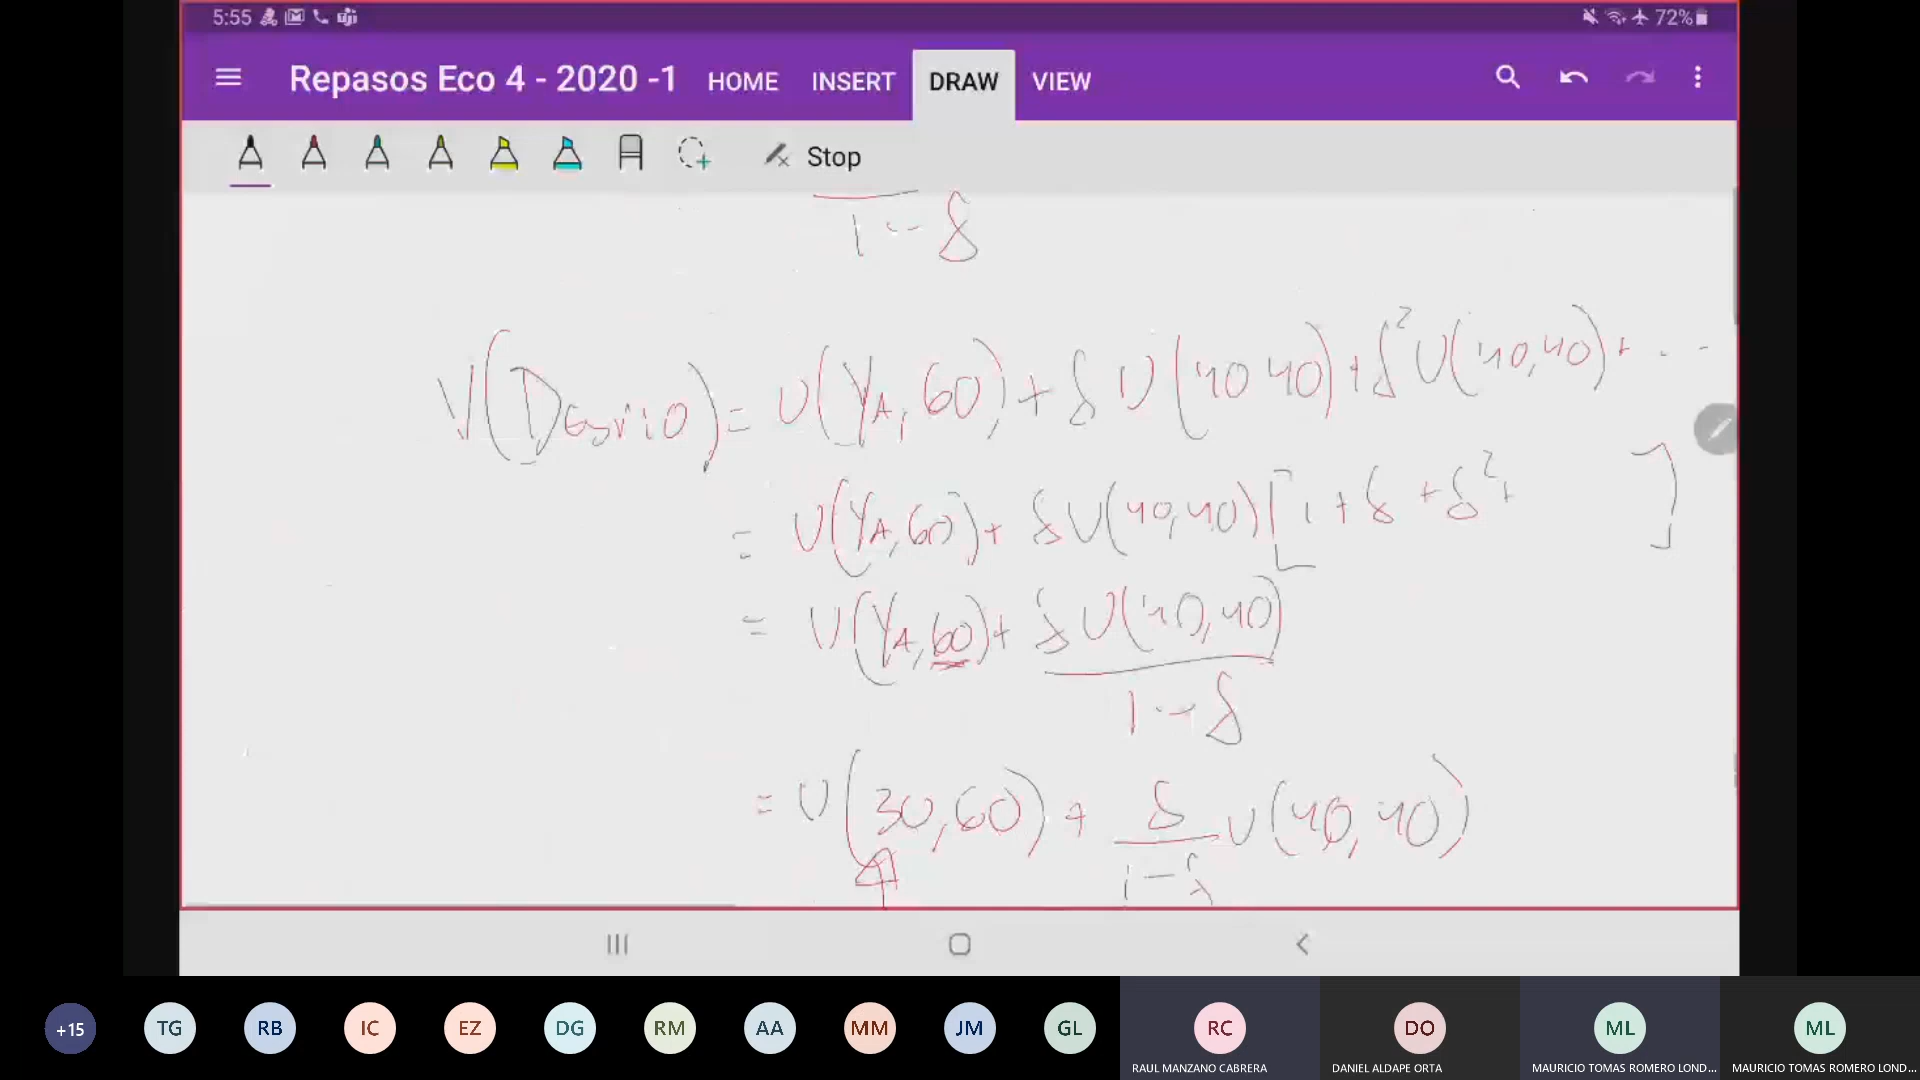 5:55 72%
Repasos Eco 4 - 2020 -1 HOME INSERT DRAW VIEW
Stop
1-δ
V(Desvio) = U(YA, 60) + δ U(40 40) + δ² U(40,40) + ...
= U(YA, 60) + δU(40,40)[1 + δ + δ² + ]
= U(YA, 60) + δU(40,40)
1-δ
= U(30,60) + δ U(40,40)
1-δ
+15 TG RB IC EZ DG RM AA MM JM GL RC DO ML ML
RAUL MANZANO CABRERA DANIEL ALDAPE ORTA MAURICIO TOMAS ROMERO LOND... MAURICIO TOMAS ROMERO LOND...